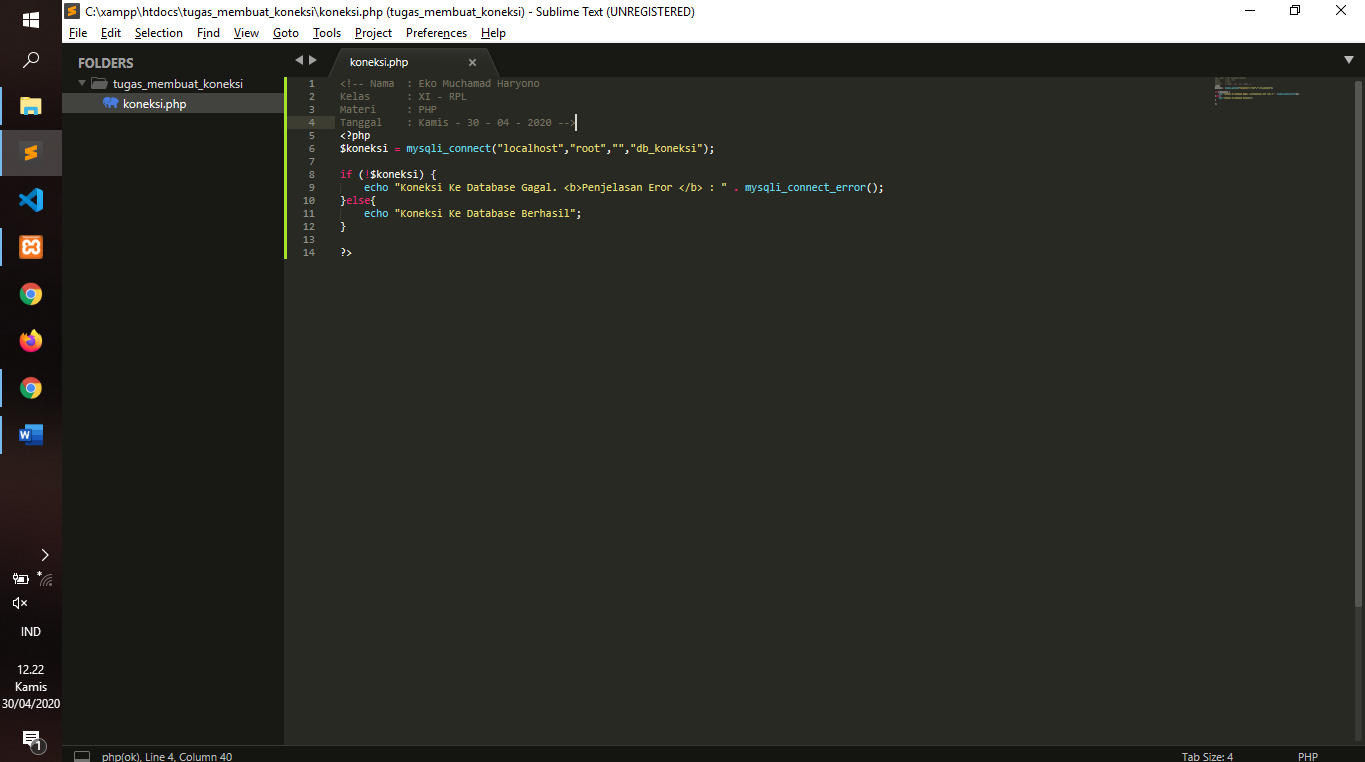 C:\xampp\htdocs\tugas_membuat_koneksi\koneksi.php (tugas_membuat_koneksi) - Sublime Text (UNREGISTERED)
File Edit Selection Find View Goto Tools Project Preferences Help
FOLDERS
tugas_membuat_koneksi
koneksi.php
koneksi.php
1 <!-- Nama : Eko Muchamad Haryono
2 Kelas : XI - RPL
3 Materi : PHP
4 Tanggal : Kamis - 30 - 04 - 2020 -->
5 <?php
6 $koneksi = mysqli_connect("localhost","root","","db_koneksi");
7
8 if (!$koneksi) {
9 echo "Koneksi Ke Database Gagal. <b>Penjelasan Eror </b> : " . mysqli_connect_error();
10 }else{
11 echo "Koneksi Ke Database Berhasil";
12 }
13
14 ?>
IND
12.22
Kamis
30/04/2020
1
php(ok), Line 4, Column 40
Tab Size: 4
PHP